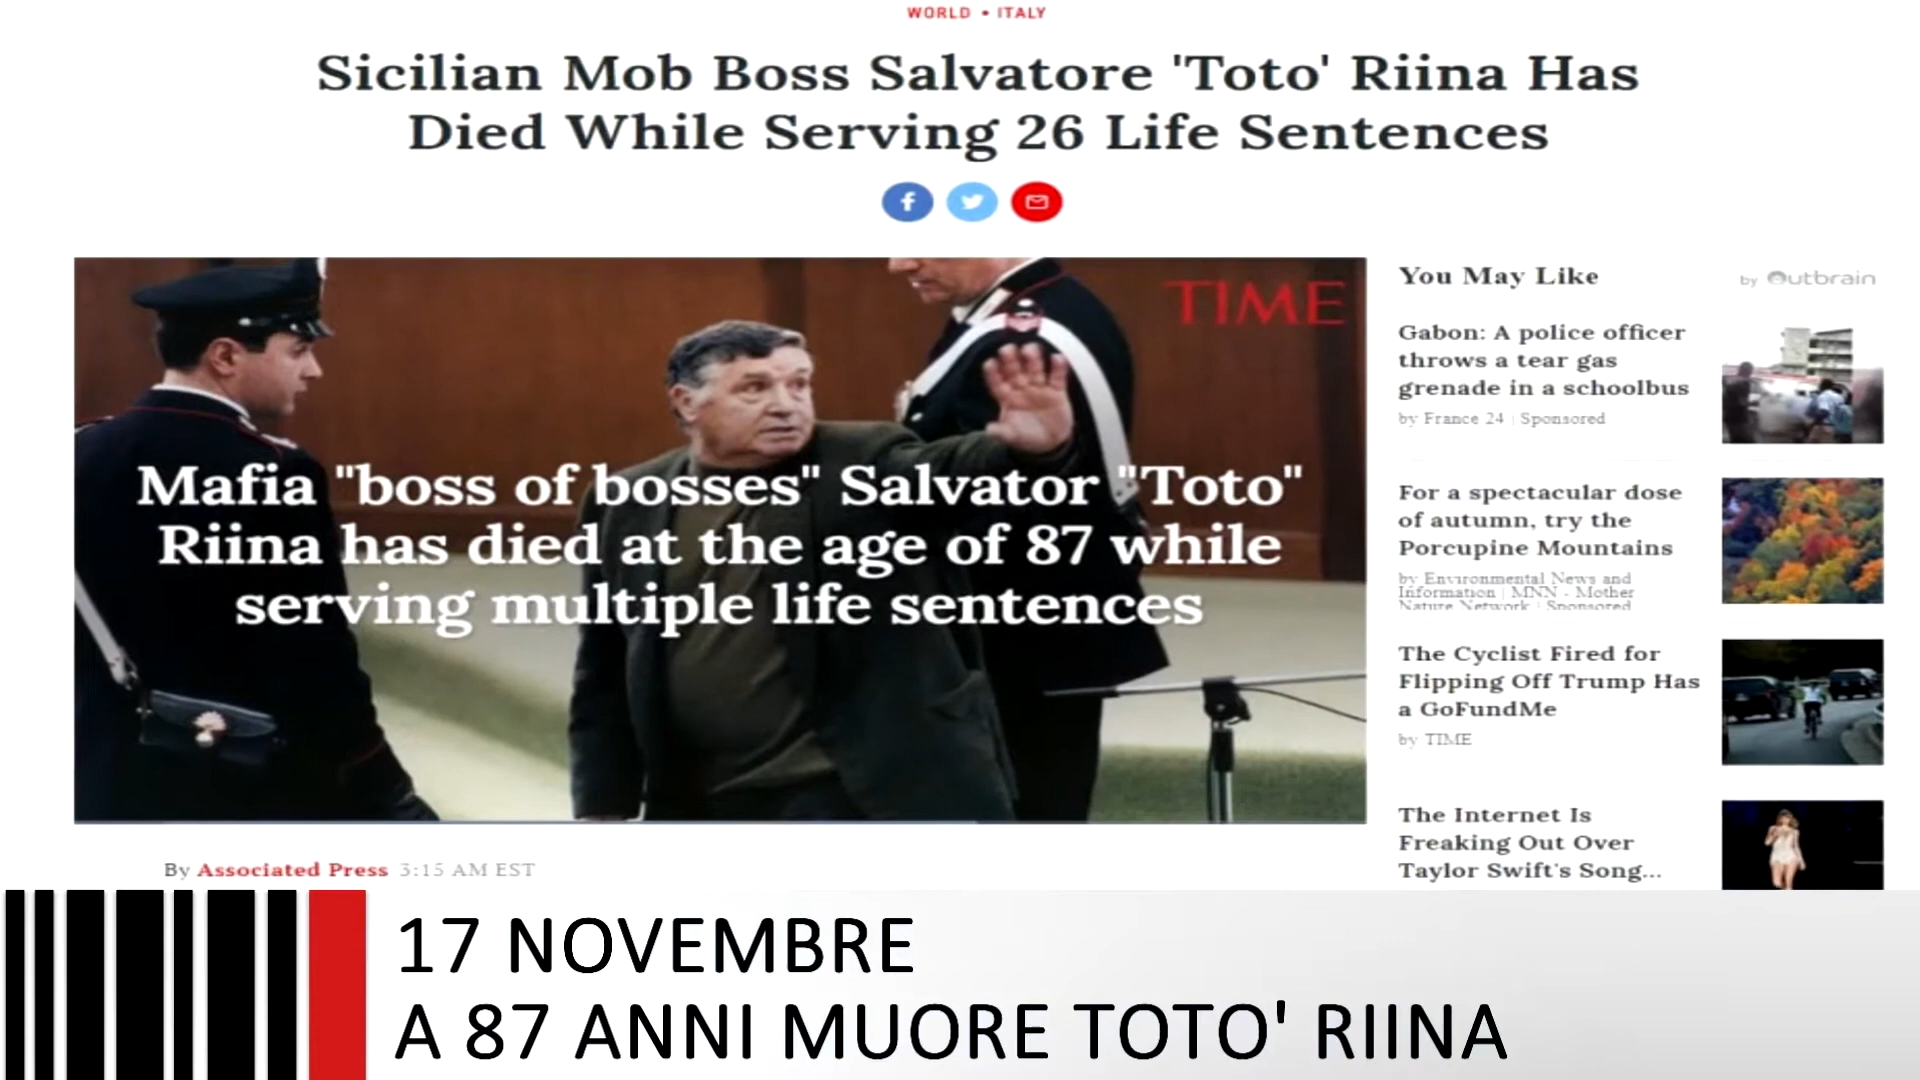 WORLD • ITALY
Sicilian Mob Boss Salvatore 'Toto' Riina Has
Died While Serving 26 Life Sentences
TIME
Mafia "boss of bosses" Salvator "Toto"
Riina has died at the age of 87 while
serving multiple life sentences
By Associated Press 3:15 AM EST
You May Like
by Outbrain
Gabon: A police officer
throws a tear gas
grenade in a schoolbus
by France 24 | Sponsored
For a spectacular dose
of autumn, try the
Porcupine Mountains
by Environmental News and
Information | MNN - Mother
Nature Network | Sponsored
The Cyclist Fired for
Flipping Off Trump Has
a GoFundMe
by TIME
The Internet Is
Freaking Out Over
Taylor Swift's Song...
17 NOVEMBRE
A 87 ANNI MUORE TOTO' RIINA